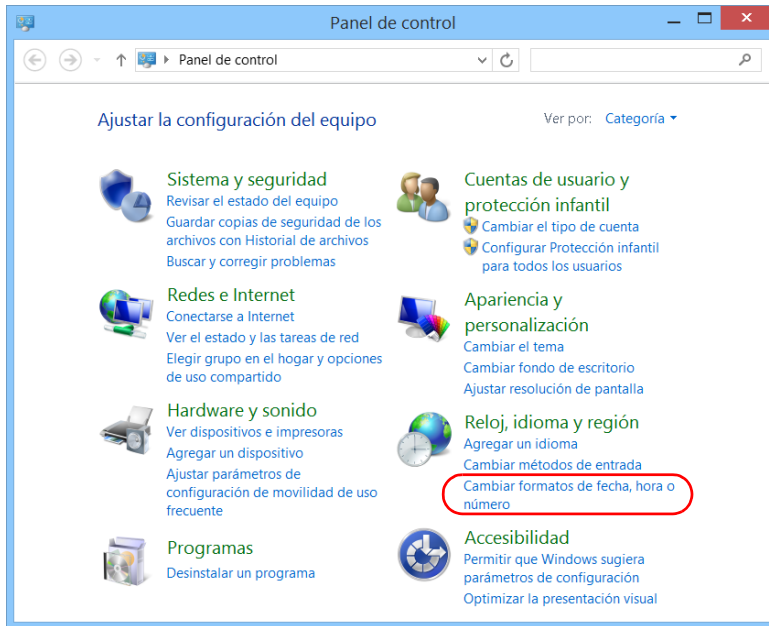 Panel de control
Panel de control
Ajustar la configuración del equipo
Ver por: Categoría
Sistema y seguridad
Revisar el estado del equipo
Guardar copias de seguridad de los
archivos con Historial de archivos
Buscar y corregir problemas
Redes e Internet
Conectarse a Internet
Ver el estado y las tareas de red
Elegir grupo en el hogar y opciones
de uso compartido
Hardware y sonido
Ver dispositivos e impresoras
Agregar un dispositivo
Ajustar parámetros de
configuración de movilidad de uso
frecuente
Programas
Desinstalar un programa
Cuentas de usuario y
protección infantil
Cambiar el tipo de cuenta
Configurar Protección infantil
para todos los usuarios
Apariencia y
personalización
Cambiar el tema
Cambiar fondo de escritorio
Ajustar resolución de pantalla
Reloj, idioma y región
Agregar un idioma
Cambiar métodos de entrada
Cambiar formatos de fecha, hora o
número
Accesibilidad
Permitir que Windows sugiera
parámetros de configuración
Optimizar la presentación visual